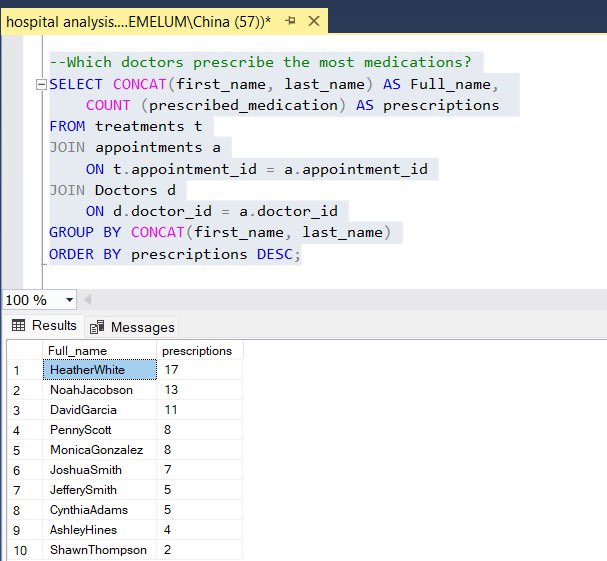 hospital analysis....EMELUM\China (57))*
--Which doctors prescribe the most medications?
SELECT CONCAT(first_name, last_name) AS Full_name,
COUNT (prescribed_medication) AS prescriptions
FROM treatments t
JOIN appointments a
ON t.appointment_id = a.appointment_id
JOIN Doctors d
ON d.doctor_id = a.doctor_id
GROUP BY CONCAT(first_name, last_name)
ORDER BY prescriptions DESC;
100 %
Results Messages
Full_name prescriptions
1 HeatherWhite 17
2 NoahJacobson 13
3 DavidGarcia 11
4 PennyScott 8
5 MonicaGonzalez 8
6 JoshuaSmith 7
7 JefferySmith 5
8 CynthiaAdams 5
9 AshleyHines 4
10 ShawnThompson 2